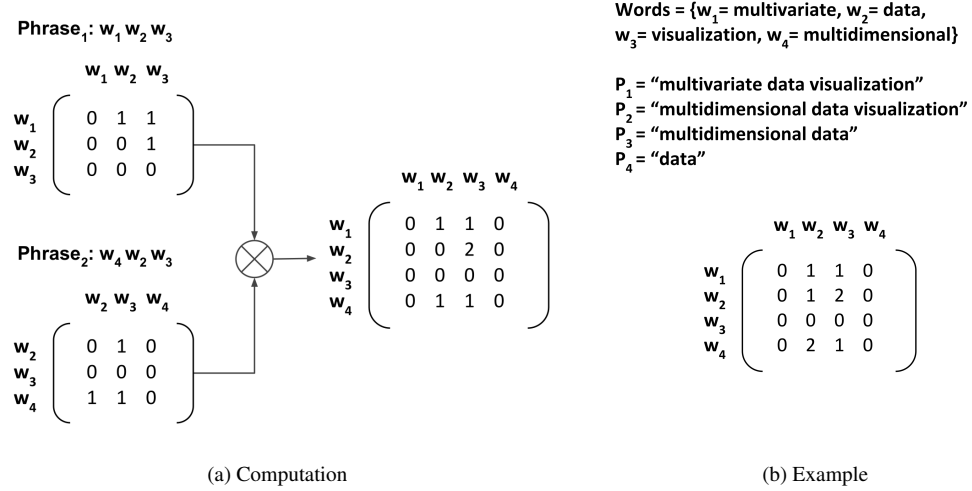 Phrase₁: w₁ w₂ w₃
w₁ w₂ w₃
w₁ 0 1 1
w₂ 0 0 1
w₃ 0 0 0
Phrase₂: w₄ w₂ w₃
w₂ w₃ w₄
w₂ 0 1 0
w₃ 0 0 0
w₄ 1 1 0
w₁ w₂ w₃ w₄
w₁ 0 1 1 0
w₂ 0 0 2 0
w₃ 0 0 0 0
w₄ 0 1 1 0
(a) Computation
Words = {w₁= multivariate, w₂= data,
w₃= visualization, w₄= multidimensional}
P₁ = “multivariate data visualization”
P₂ = “multidimensional data visualization”
P₃ = “multidimensional data”
P₄ = “data”
w₁ w₂ w₃ w₄
w₁ 0 1 1 0
w₂ 0 1 2 0
w₃ 0 0 0 0
w₄ 0 2 1 0
(b) Example